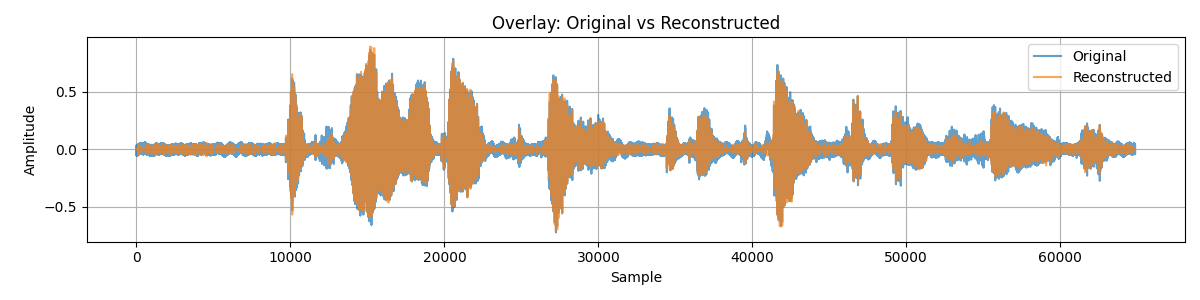 Overlay: Original vs Reconstructed
Original
Reconstructed
Amplitude
0.5
0.0
−0.5
0 10000 20000 30000 40000 50000 60000
Sample